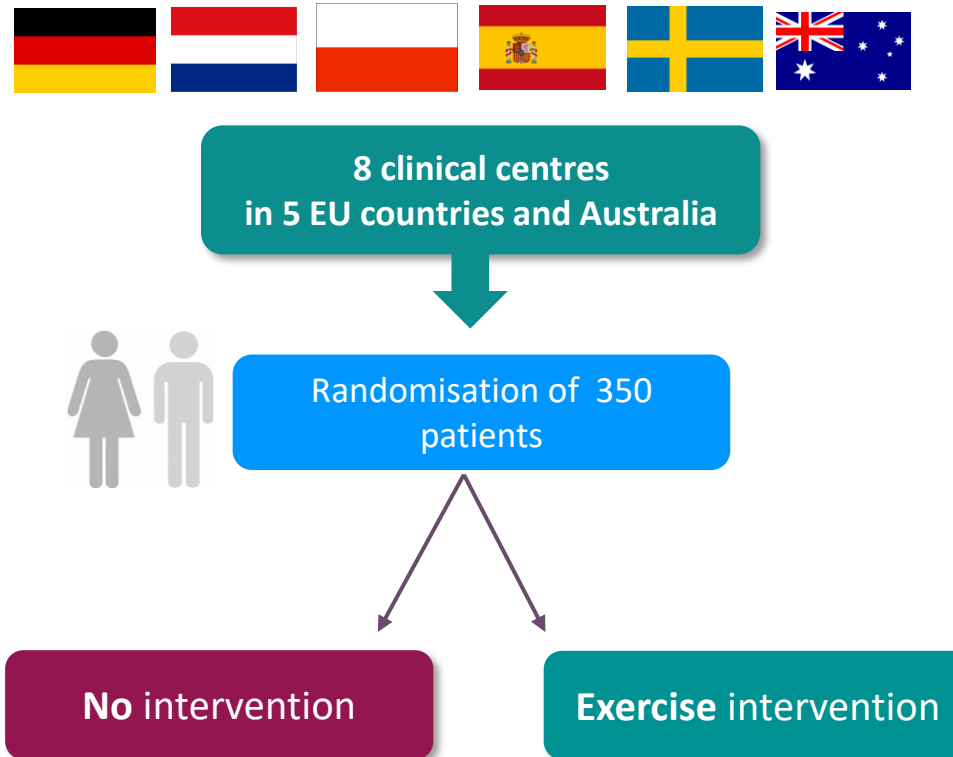 8 clinical centres
in 5 EU countries and Australia
Randomisation of 350
patients
No intervention
Exercise intervention